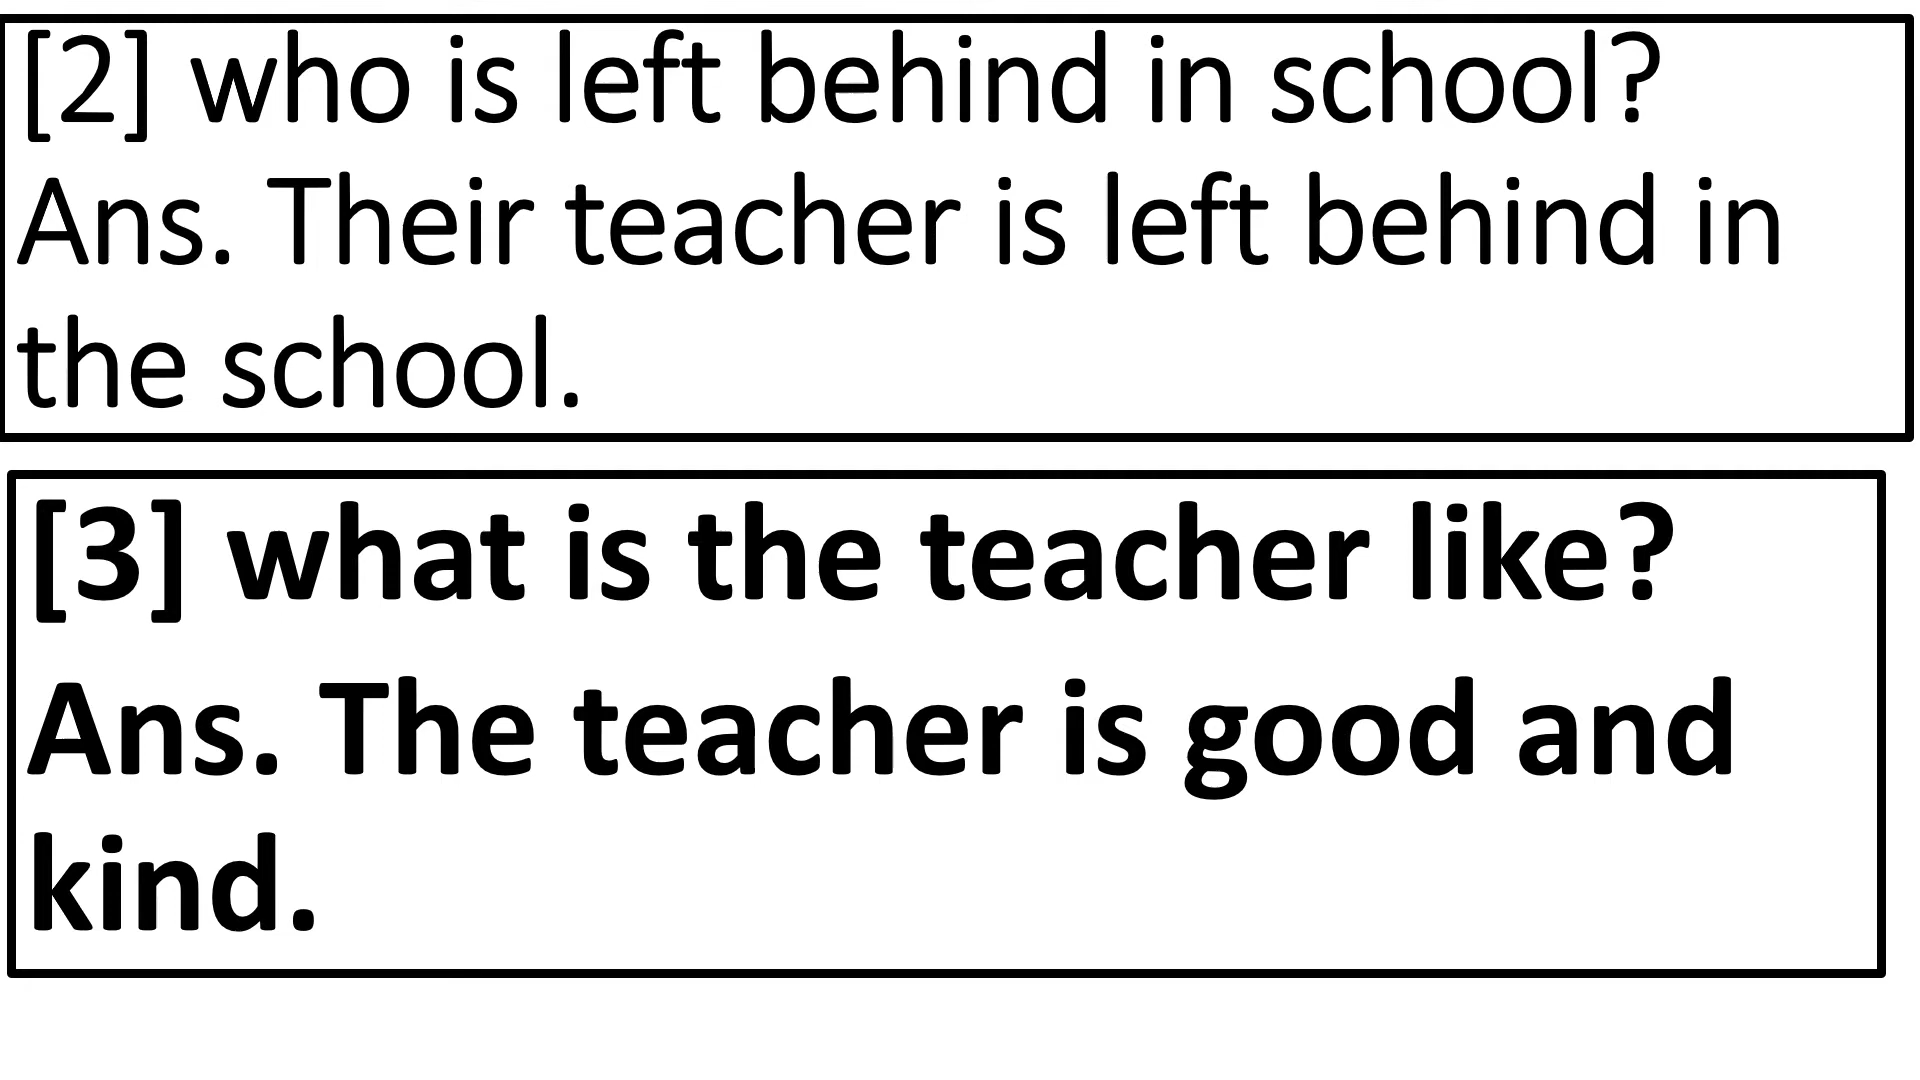 [2] who is left behind in school?
Ans. Their teacher is left behind in
the school.
[3] what is the teacher like?
Ans. The teacher is good and
kind.